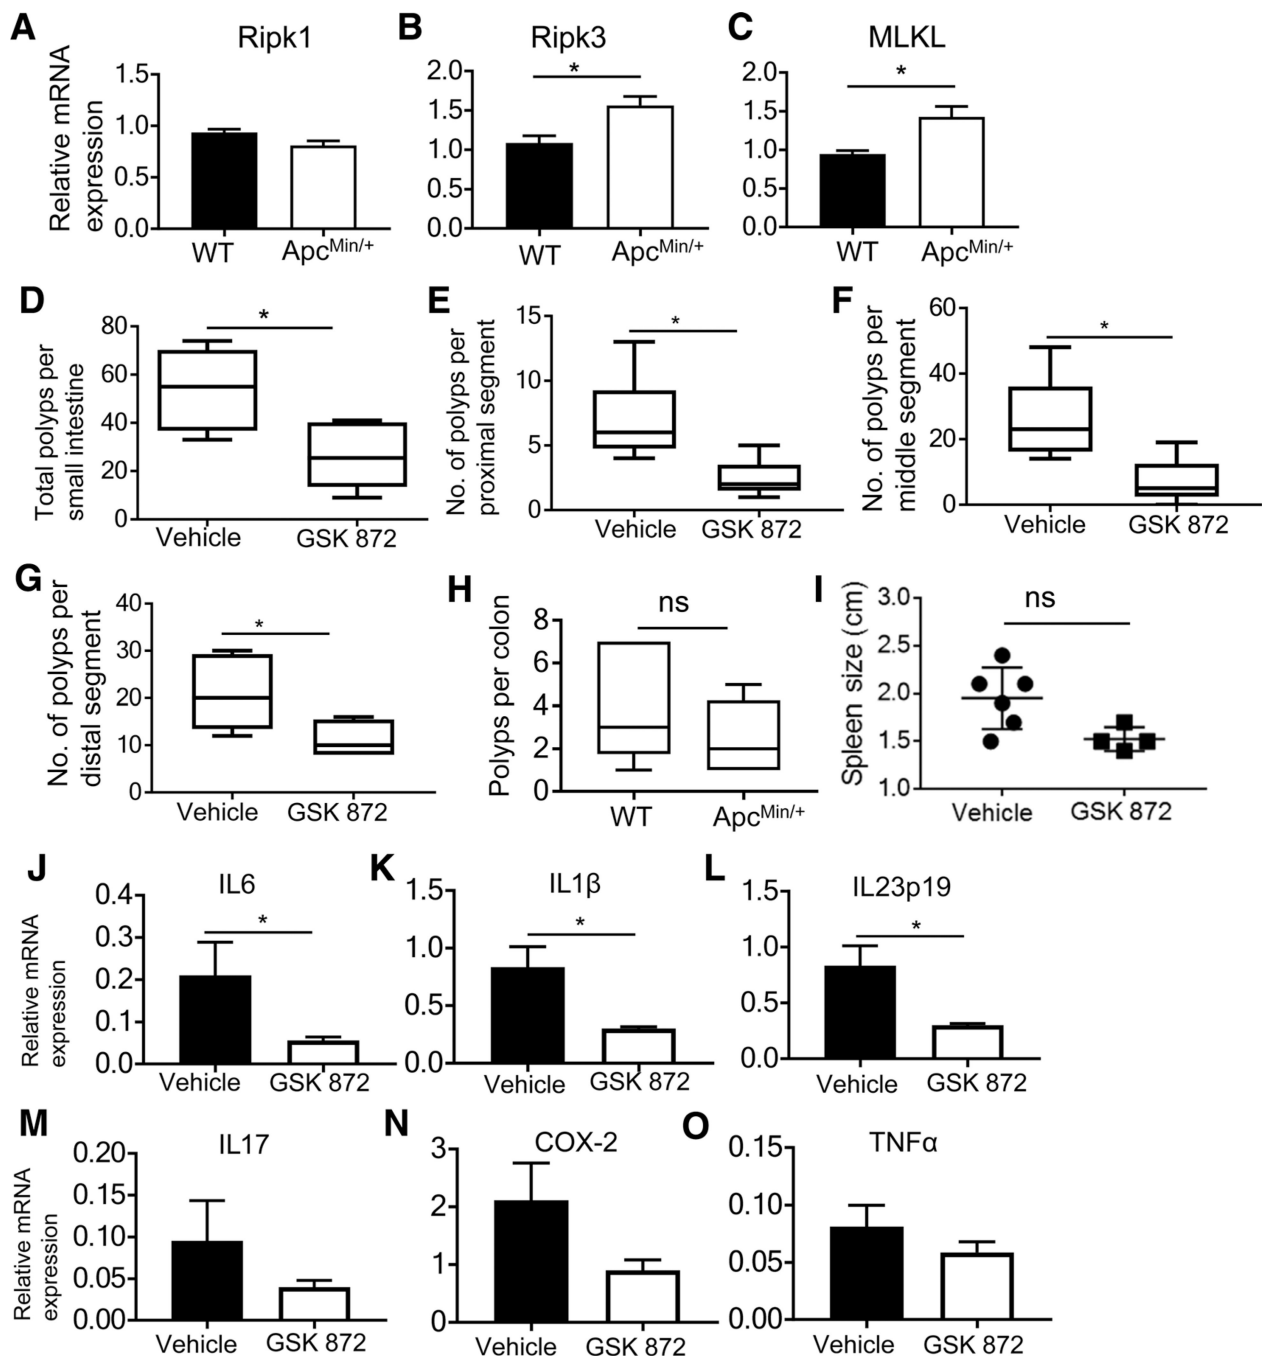 A
Ripk1
Relative mRNA
expression
1.5
1.0
0.5
0.0
WT
ApcMin/+
B
Ripk3
*
2.0
1.5
1.0
0.5
0.0
WT
ApcMin/+
C
MLKL
*
2.0
1.5
1.0
0.5
0.0
WT
ApcMin/+
D
Total polyps per
small intestine
*
80
60
40
20
0
Vehicle
GSK 872
E
No. of polyps per
proximal segment
*
15
10
5
0
Vehicle
GSK 872
F
No. of polyps per
middle segment
*
60
40
20
0
Vehicle
GSK 872
G
No. of polyps per
distal segment
*
40
30
20
10
0
Vehicle
GSK 872
H
Polyps per colon
ns
8
6
4
2
0
WT
ApcMin/+
I
Spleen size (cm)
ns
3.0
2.5
2.0
1.5
1.0
Vehicle
GSK 872
J
IL6
Relative mRNA
expression
*
0.4
0.3
0.2
0.1
0.0
Vehicle
GSK 872
K
IL1β
*
1.5
1.0
0.5
0.0
Vehicle
GSK 872
L
IL23p19
*
1.5
1.0
0.5
0.0
Vehicle
GSK 872
M
IL17
Relative mRNA
expression
0.20
0.15
0.10
0.05
0.00
Vehicle
GSK 872
N
COX-2
3
2
1
0
Vehicle
GSK 872
O
TNFα
0.15
0.10
0.05
0.00
Vehicle
GSK 872